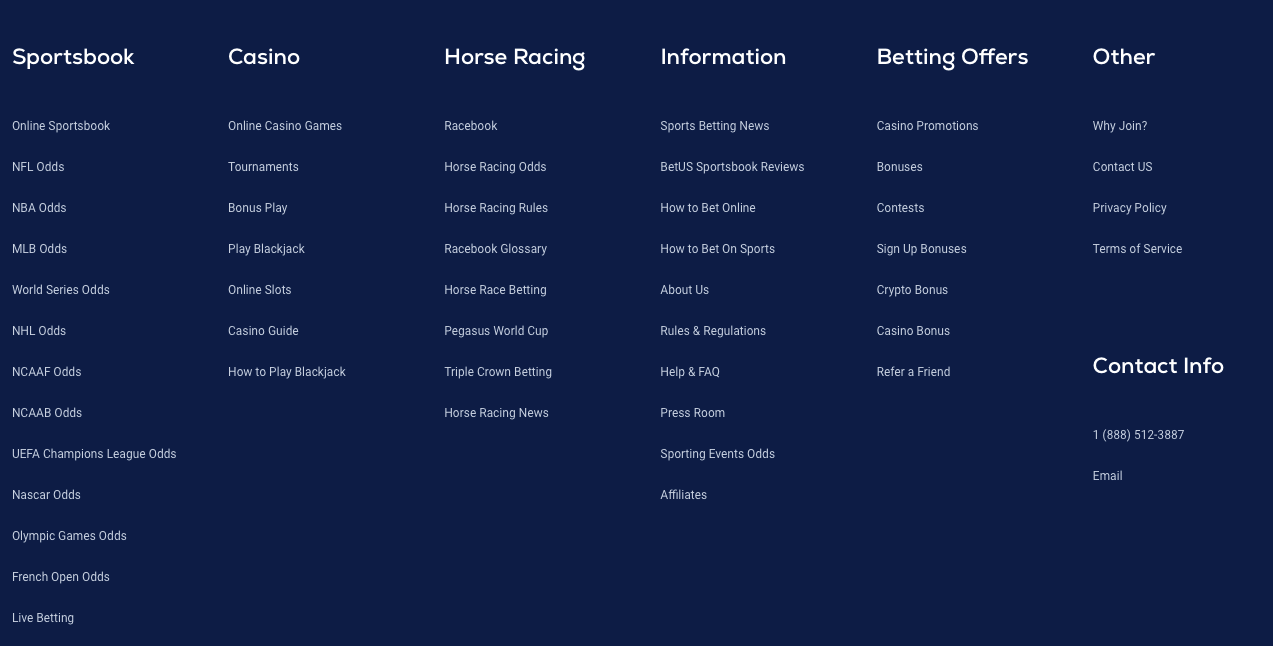 Sportsbook
Online Sportsbook
NFL Odds
NBA Odds
MLB Odds
World Series Odds
NHL Odds
NCAAF Odds
NCAAB Odds
UEFA Champions League Odds
Nascar Odds
Olympic Games Odds
French Open Odds
Live Betting
Casino
Online Casino Games
Tournaments
Bonus Play
Play Blackjack
Online Slots
Casino Guide
How to Play Blackjack
Horse Racing
Racebook
Horse Racing Odds
Horse Racing Rules
Racebook Glossary
Horse Race Betting
Pegasus World Cup
Triple Crown Betting
Horse Racing News
Information
Sports Betting News
BetUS Sportsbook Reviews
How to Bet Online
How to Bet On Sports
About Us
Rules & Regulations
Help & FAQ
Press Room
Sporting Events Odds
Affiliates
Betting Offers
Casino Promotions
Bonuses
Contests
Sign Up Bonuses
Crypto Bonus
Casino Bonus
Refer a Friend
Other
Why Join?
Contact US
Privacy Policy
Terms of Service
Contact Info
1 (888) 512-3887
Email